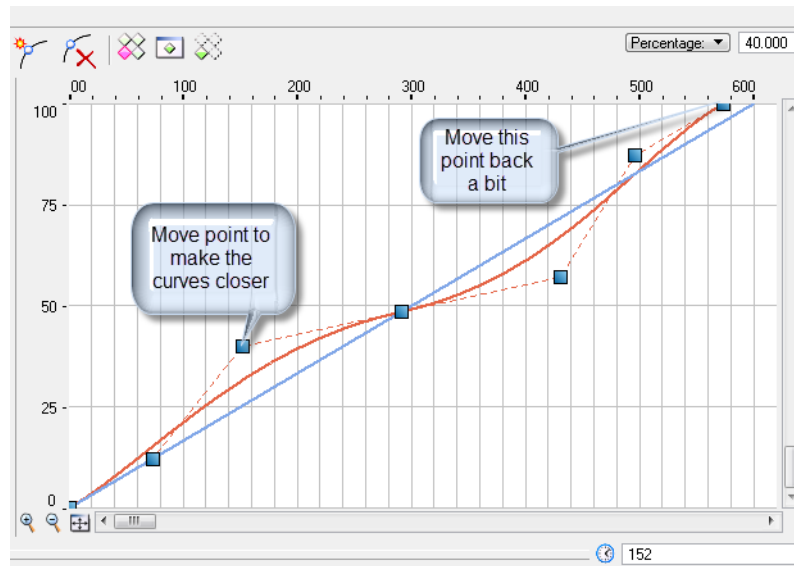 Percentage: 40.000
00 100 200 300 400 500 600
100
75
50
25
0
Move this
point back
a bit
Move point to
make the
curves closer
152